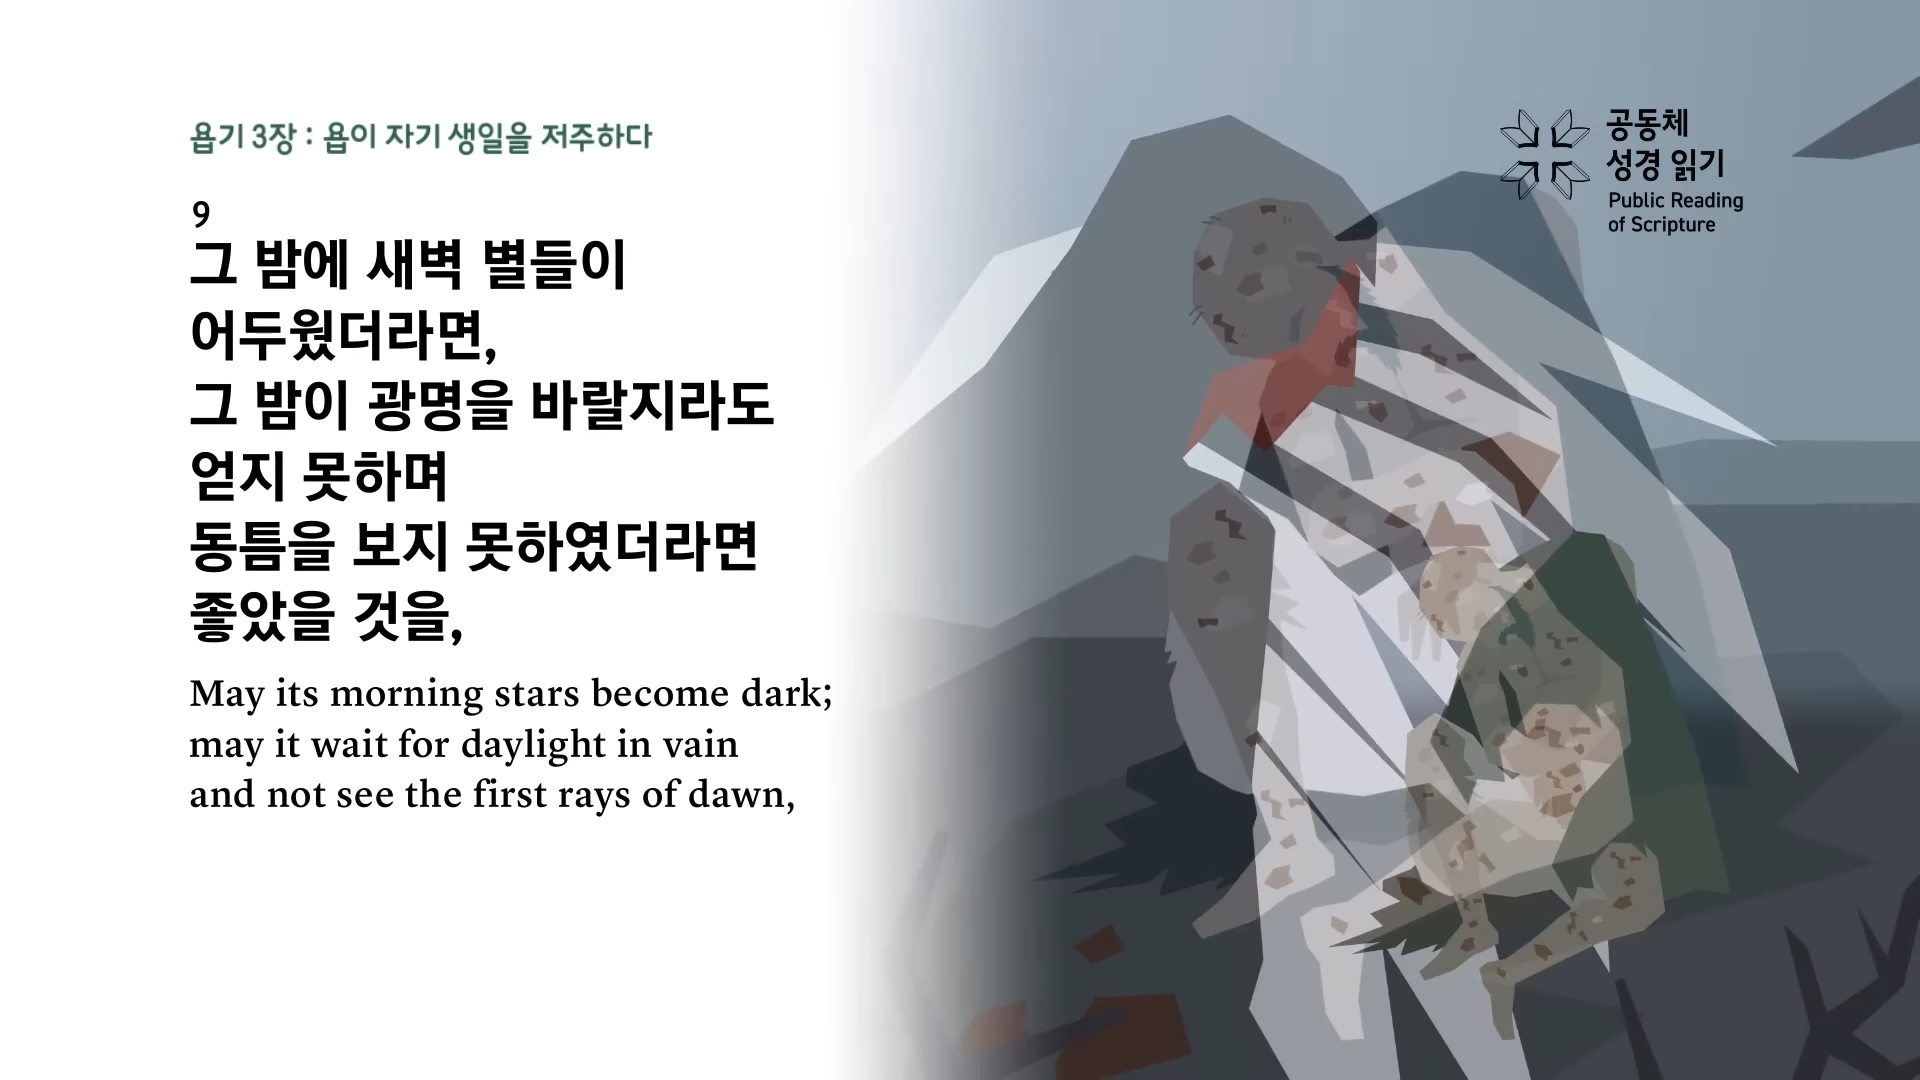 욥기 3장 : 욥이 자기 생일을 저주하다
9
그 밤에 새벽 별들이
어두웠더라면,
그 밤이 광명을 바랄지라도
얻지 못하며
동틈을 보지 못하였더라면
좋았을 것을,
May its morning stars become dark;
may it wait for daylight in vain
and not see the first rays of dawn,
공동체
성경 읽기
Public Reading
of Scripture